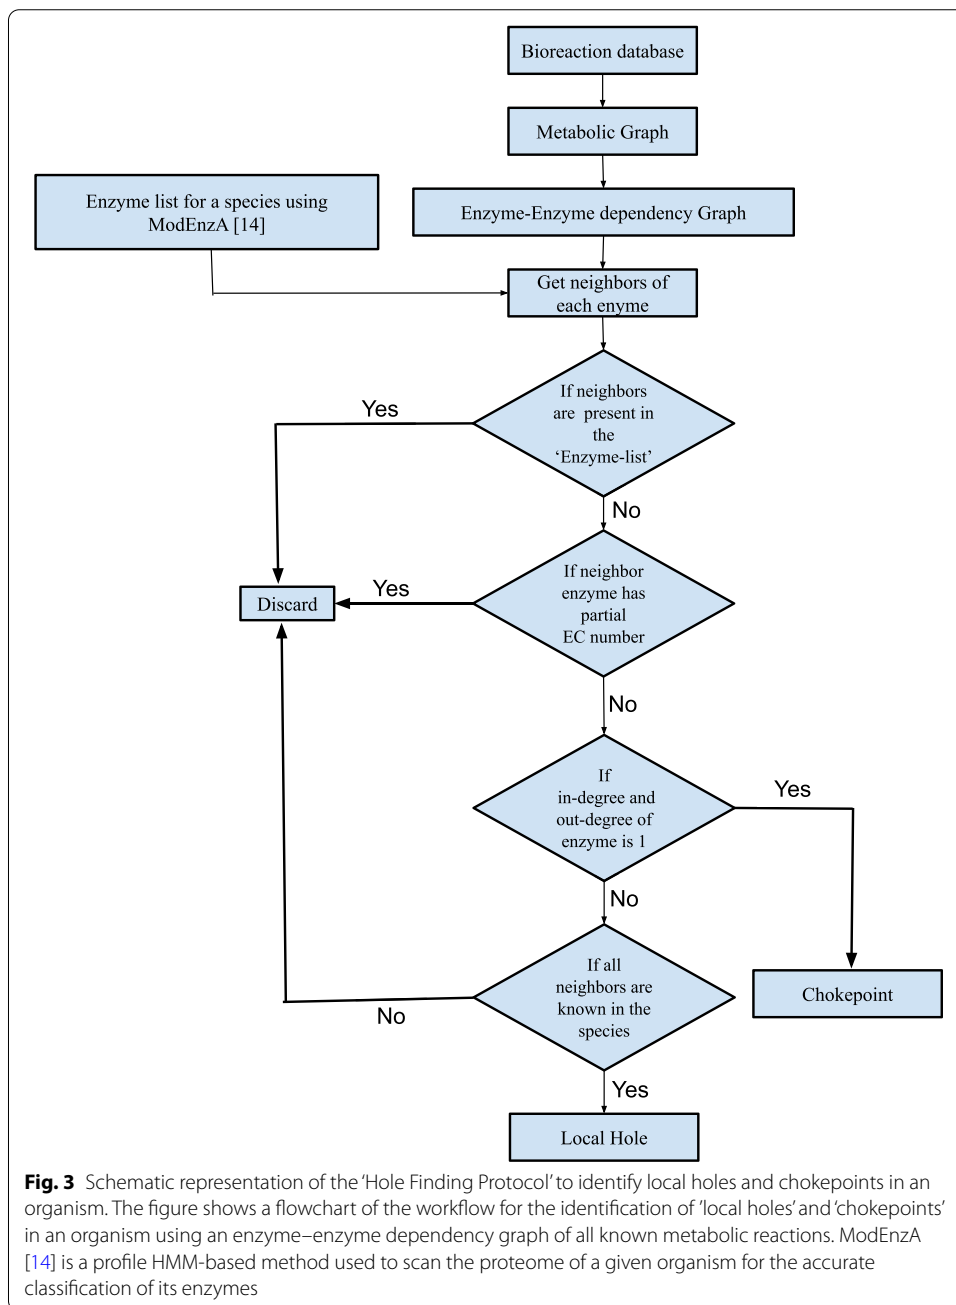 Bioreaction database
Metabolic Graph
Enzyme list for a species using
ModEnzA [14]
Enzyme-Enzyme dependency Graph
Get neighbors of
each enyme
If neighbors
are present in
the
‘Enzyme-list’
Yes
No
If neighbor
enzyme has
partial
EC number
Yes
Discard
No
If
in-degree and
out-degree of
enzyme is 1
Yes
No
If all
neighbors are
known in the
species
Chokepoint
No
Yes
Local Hole
Fig. 3 Schematic representation of the ‘Hole Finding Protocol’ to identify local holes and chokepoints in an
organism. The figure shows a flowchart of the workflow for the identification of ’local holes’ and ‘chokepoints’
in an organism using an enzyme–enzyme dependency graph of all known metabolic reactions. ModEnzA
[14] is a profile HMM-based method used to scan the proteome of a given organism for the accurate
classification of its enzymes